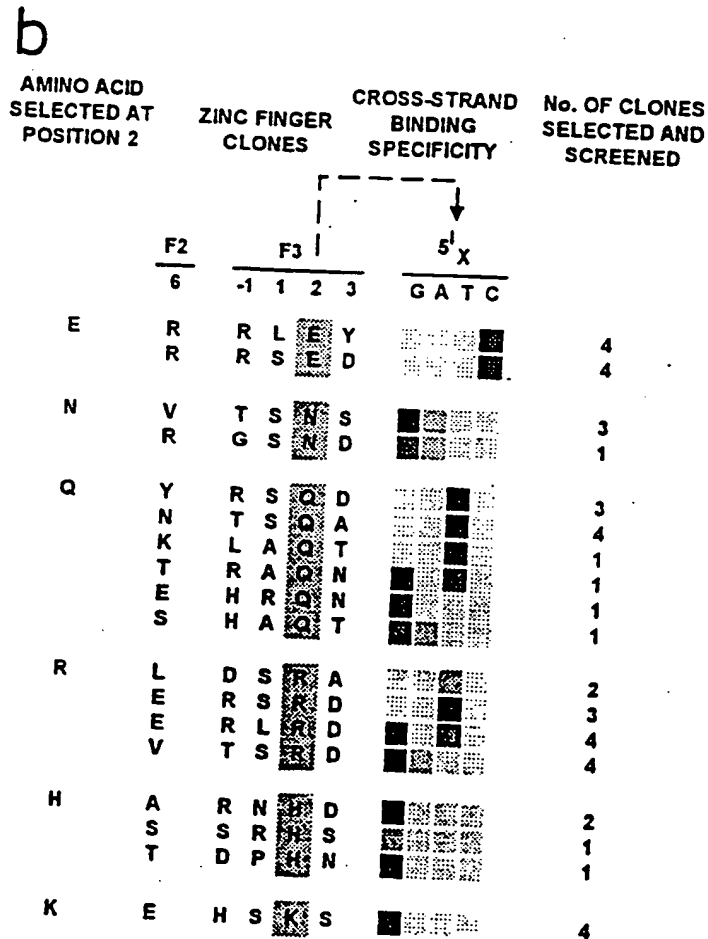 b
AMINO ACID SELECTED AT POSITION 2 ZINC FINGER CLONES CROSS-STRAND BINDING SPECIFICITY No. OF CLONES SELECTED AND SCREENED
F2 F3 5' X
6 -1 1 2 3 G A T C
E R R L E Y 4
R R S E D 4
N V T S N S 3
R G S N D 1
Q Y R S Q D 3
N T S Q A 4
K L A Q T 1
T R A Q N 1
E H R Q N 1
S H A Q T 1
R L D S R A 2
E R S R D 3
E R L R D 4
V T S R D 4
H A R N H D 2
S S R H S 1
T D P H N 1
K E H S K S 4